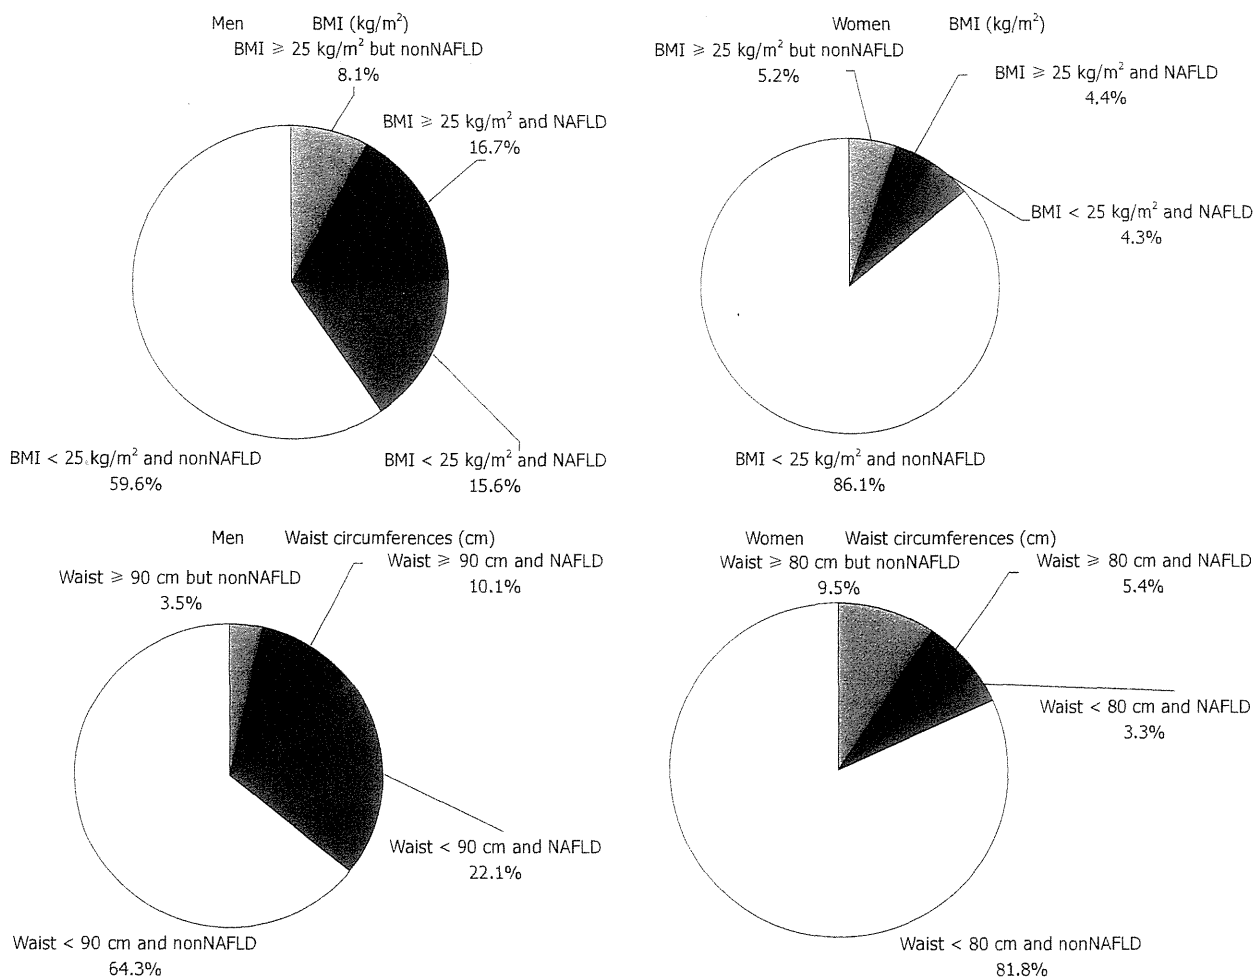 Men BMI (kg/m²)
BMI ≥ 25 kg/m² but nonNAFLD
8.1%
BMI ≥ 25 kg/m² and NAFLD
16.7%
BMI < 25 kg/m² and nonNAFLD
59.6%
BMI < 25 kg/m² and NAFLD
15.6%
Women BMI (kg/m²)
BMI ≥ 25 kg/m² but nonNAFLD
5.2%
BMI ≥ 25 kg/m² and NAFLD
4.4%
BMI < 25 kg/m² and NAFLD
4.3%
BMI < 25 kg/m² and nonNAFLD
86.1%
Men Waist circumferences (cm)
Waist ≥ 90 cm and NAFLD
10.1%
Waist ≥ 90 cm but nonNAFLD
3.5%
Waist < 90 cm and NAFLD
22.1%
Waist < 90 cm and nonNAFLD
64.3%
Women Waist circumferences (cm)
Waist ≥ 80 cm but nonNAFLD
9.5%
Waist ≥ 80 cm and NAFLD
5.4%
Waist < 80 cm and NAFLD
3.3%
Waist < 80 cm and nonNAFLD
81.8%